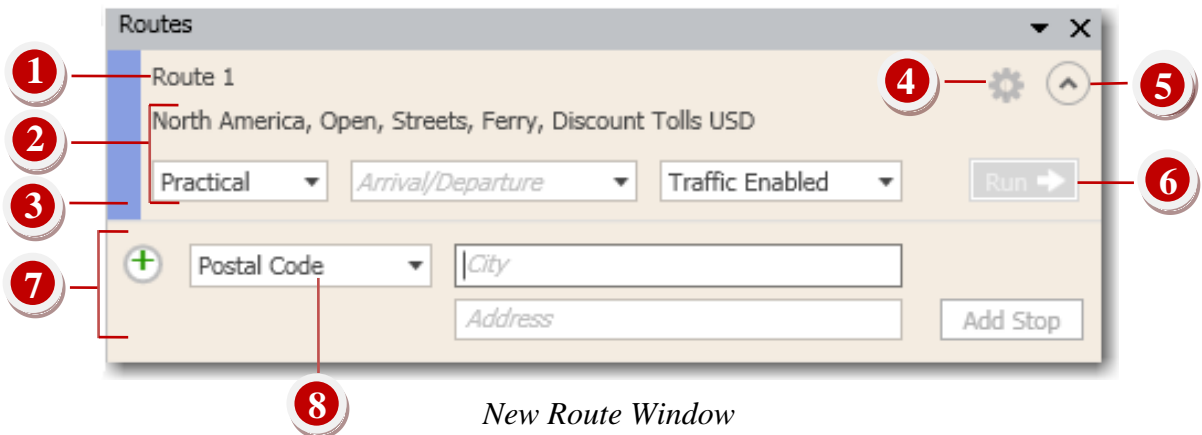 Routes
1 Route 1 4 5
2 North America, Open, Streets, Ferry, Discount Tolls USD
3 Practical Arrival/Departure Traffic Enabled Run 6
7 Postal Code City
Address Add Stop
8 New Route Window